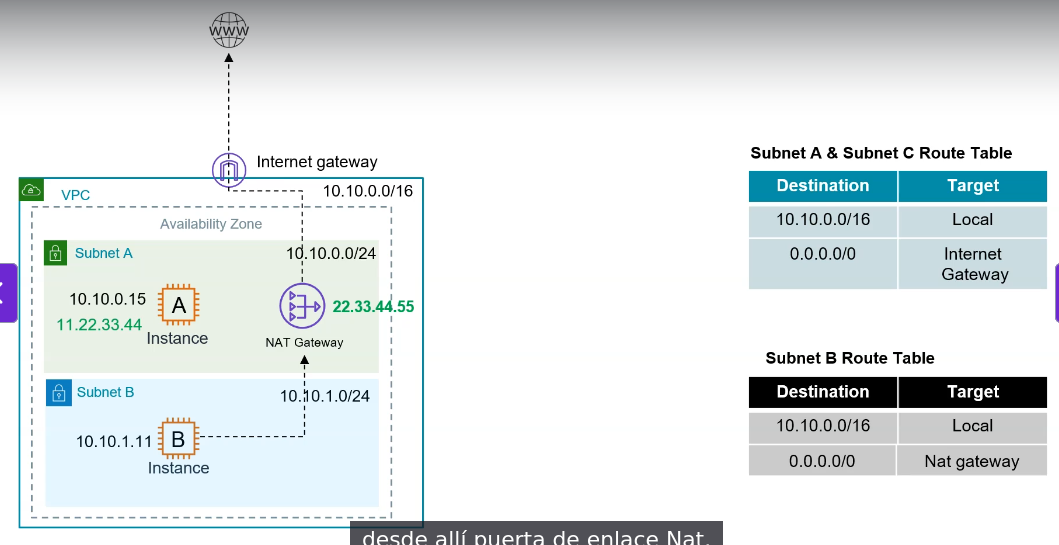 WWW
Internet gateway
VPC
10.10.0.0/16
Availability Zone
Subnet A
10.10.0.0/24
10.10.0.15
A
11.22.33.44
Instance
22.33.44.55
NAT Gateway
Subnet B
10.10.1.0/24
10.10.1.11
B
Instance
Subnet A & Subnet C Route Table
Destination Target
10.10.0.0/16 Local
0.0.0.0/0 Internet
Gateway
Subnet B Route Table
Destination Target
10.10.0.0/16 Local
0.0.0.0/0 Nat gateway
desde allí puerta de enlace Nat.